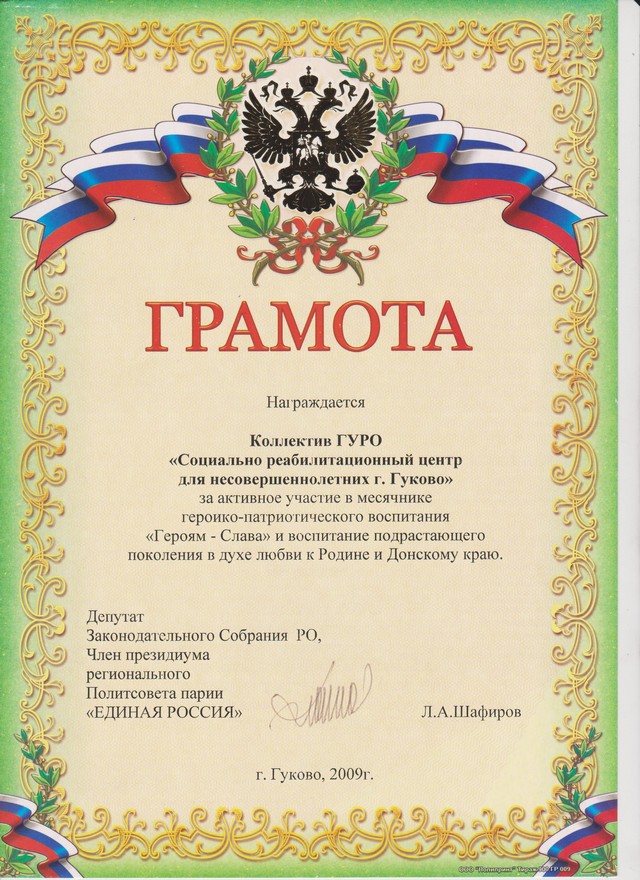 ГРАМОТА
Награждается
Коллектив ГУРО
«Социально реабилитационный центр
для несовершеннолетних г. Гуково»
за активное участие в месячнике
героико-патриотического воспитания
«Героям - Слава» и воспитание подрастающего
поколения в духе любви к Родине и Донскому краю.
Депутат
Законодательного Собрания РО,
Член президиума
регионального
Политсовета парии
«ЕДИНАЯ РОССИЯ»
Л.А.Шафиров
г. Гуково, 2009г.
ООО "Полипринт"